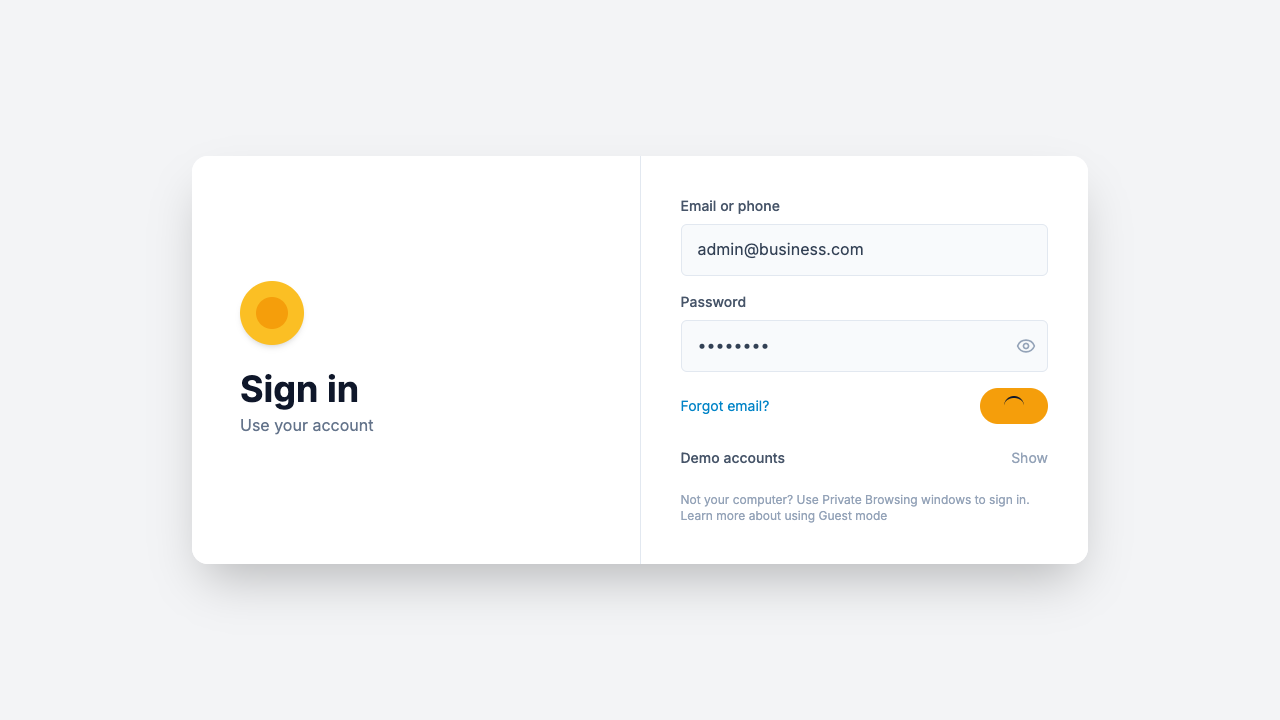 Sign in
Use your account
Email or phone
admin@business.com
Password
••••••••
Forgot email?
Demo accounts
Show
Not your computer? Use Private Browsing windows to sign in.
Learn more about using Guest mode